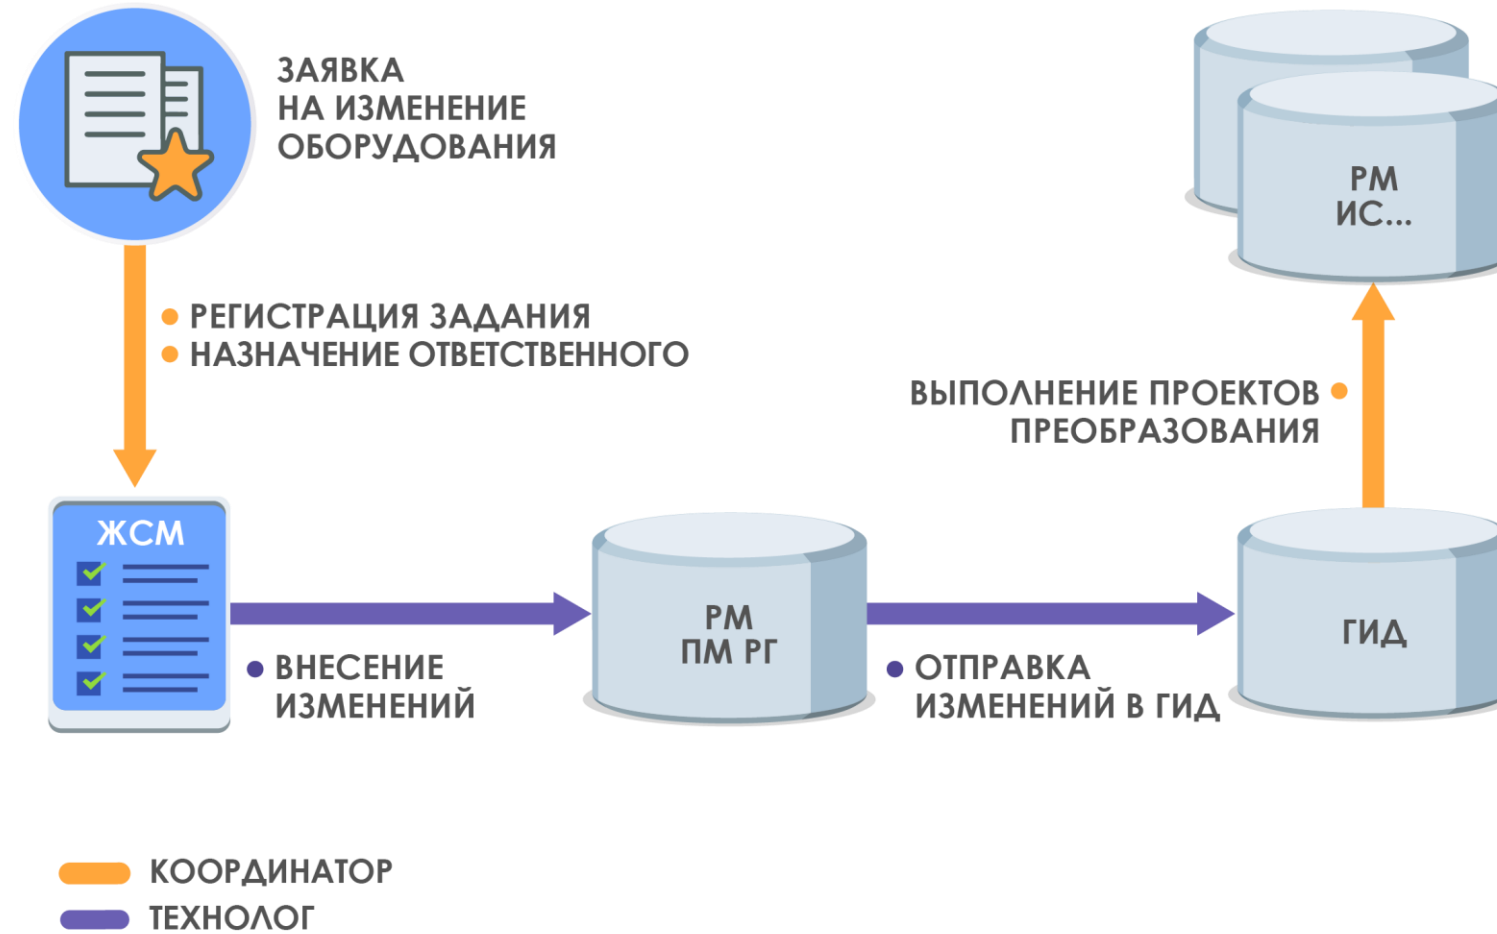 ЗАЯВКА
НА ИЗМЕНЕНИЕ
ОБОРУДОВАНИЯ
РМ
ИС...
РЕГИСТРАЦИЯ ЗАДАНИЯ
НАЗНАЧЕНИЕ ОТВЕТСТВЕННОГО
ВЫПОЛНЕНИЕ ПРОЕКТОВ
ПРЕОБРАЗОВАНИЯ
ЖСМ
РМ
ПМ РГ
ГИД
ВНЕСЕНИЕ
ИЗМЕНЕНИЙ
ОТПРАВКА
ИЗМЕНЕНИЙ В ГИД
КООРДИНАТОР
ТЕХНОЛОГ